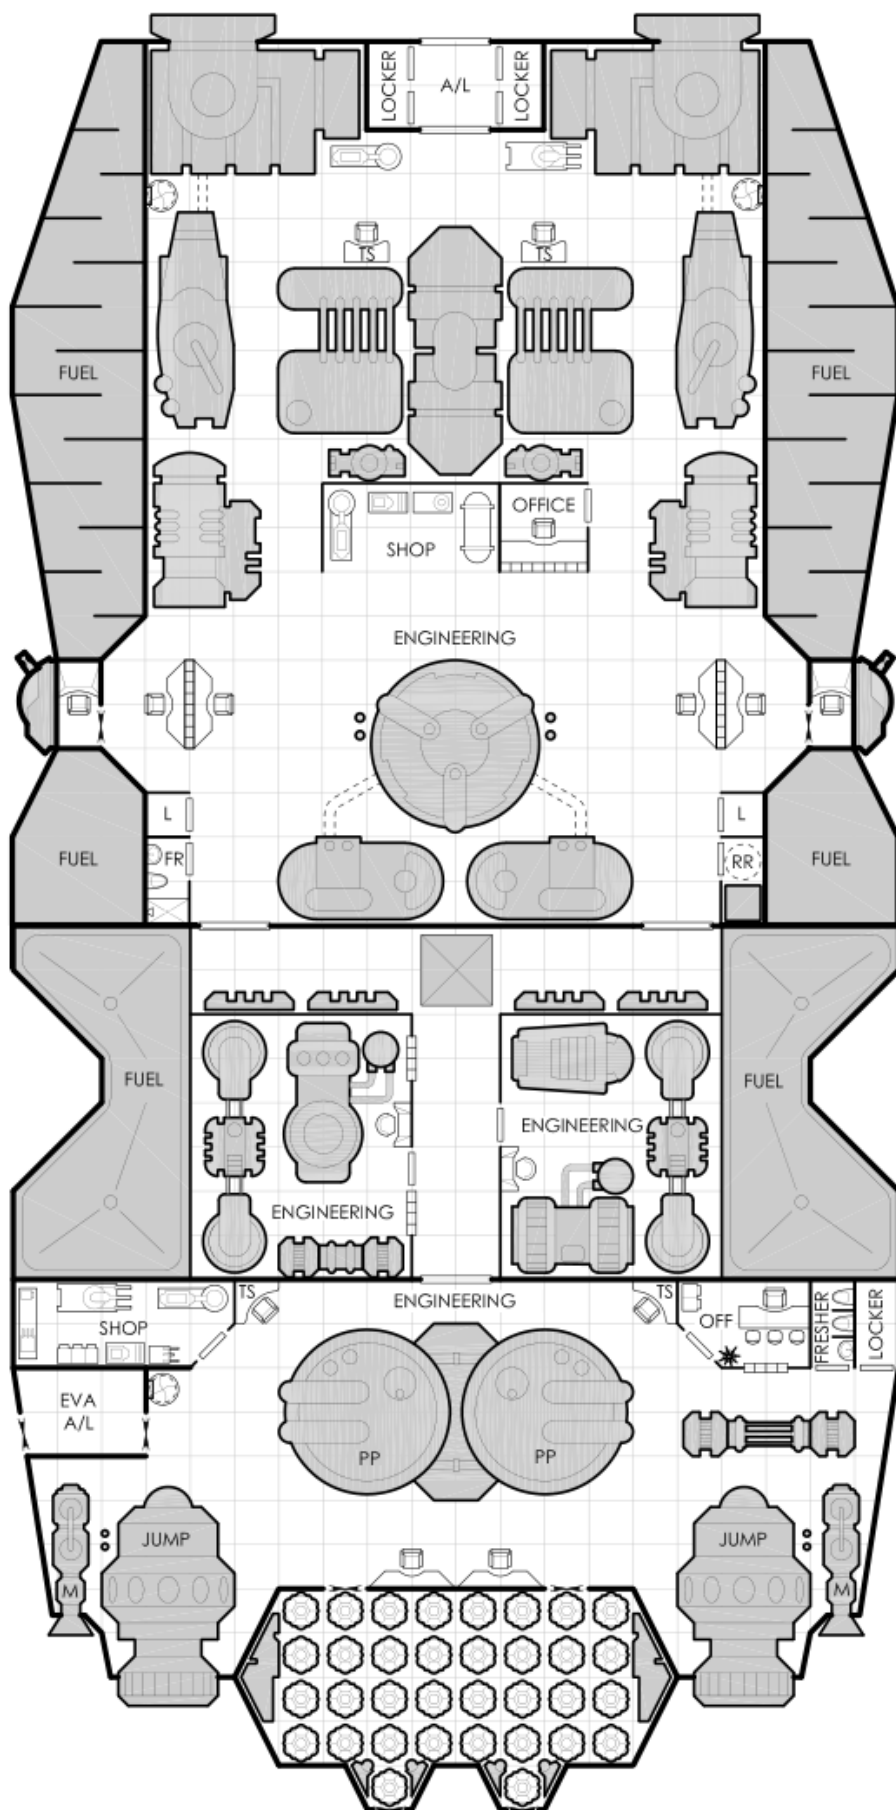 LOCKER
A/L
LOCKER
TS
TS
FUEL
FUEL
OFFICE
SHOP
ENGINEERING
L
L
FUEL
FR
RR
FUEL
FUEL
FUEL
ENGINEERING
ENGINEERING
TS
ENGINEERING
TS
SHOP
OFF
FRESHER
LOCKER
EVA
A/L
PP
PP
JUMP
JUMP
M
M